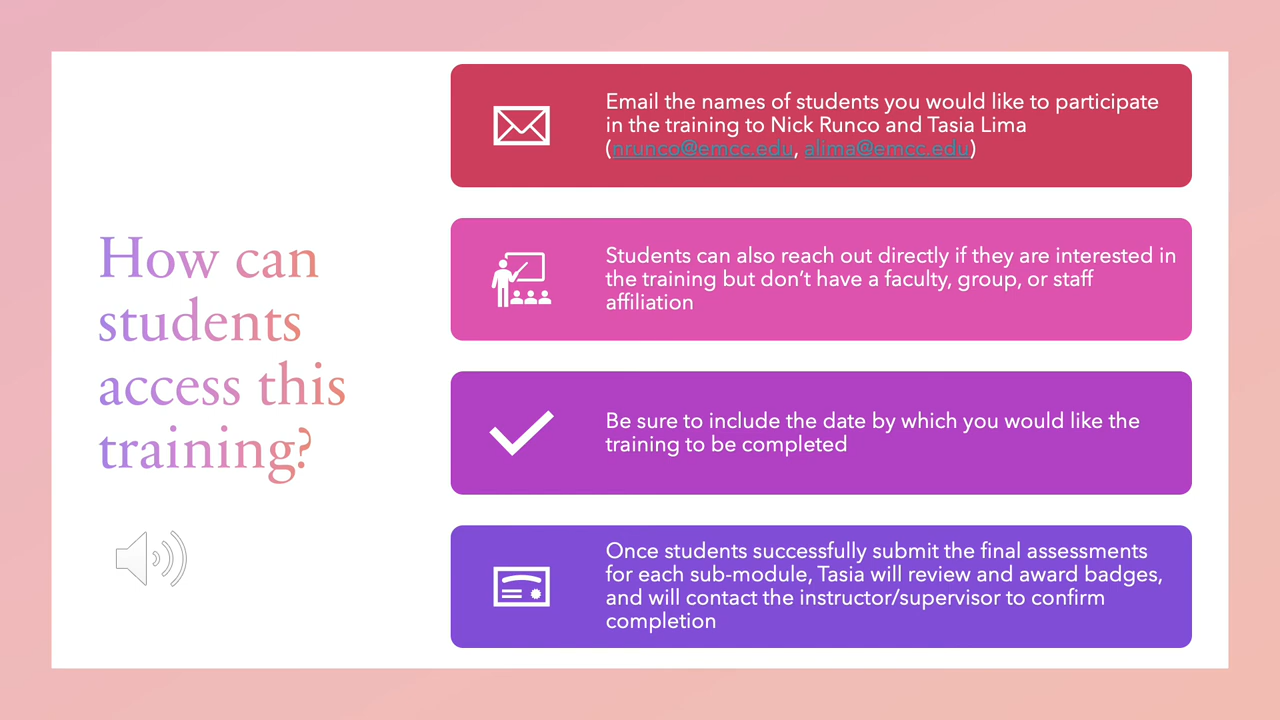 How can
students
access this
training?
Email the names of students you would like to participate
in the training to Nick Runco and Tasia Lima
(nrunco@emcc.edu, alima@emcc.edu)
Students can also reach out directly if they are interested in
the training but don’t have a faculty, group, or staff
affiliation
Be sure to include the date by which you would like the
training to be completed
Once students successfully submit the final assessments
for each sub-module, Tasia will review and award badges,
and will contact the instructor/supervisor to confirm
completion